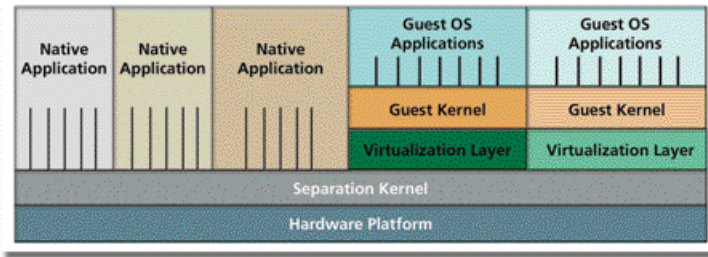 Native
Application
Native
Application
Native
Application
Guest OS
Applications
Guest OS
Applications
Guest Kernel
Guest Kernel
Virtualization Layer
Virtualization Layer
Separation Kernel
Hardware Platform